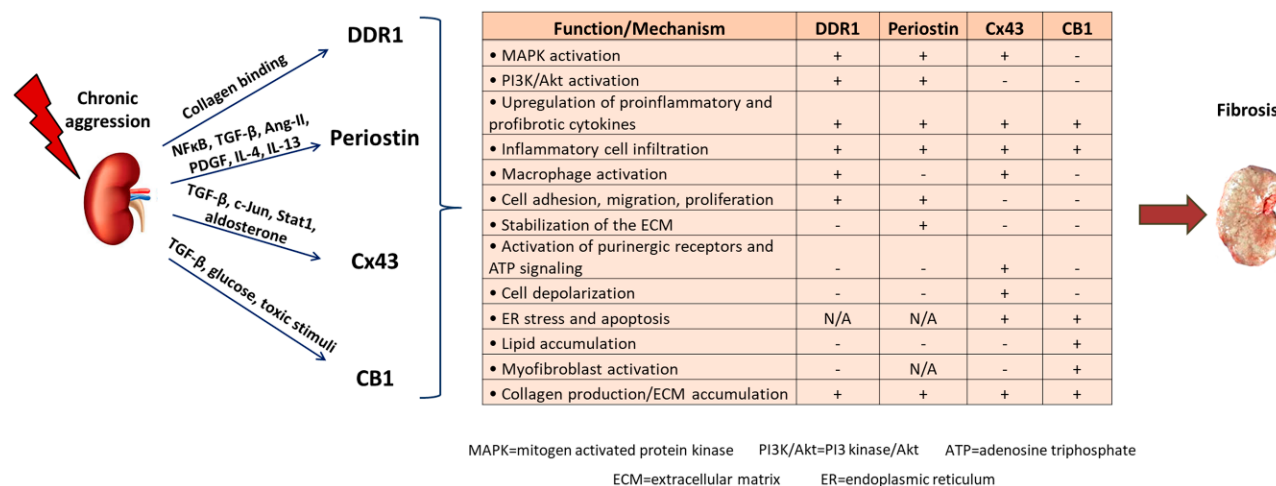 Chronic
aggression
Collagen binding
NFκB, TGF-β, Ang-II,
PDGF, IL-4, IL-13
TGF-β, c-Jun, Stat1,
aldosterone
TGF-β, glucose, toxic stimuli
DDR1
Periostin
Cx43
CB1
Function/Mechanism DDR1 Periostin Cx43 CB1
• MAPK activation + + + -
• PI3K/Akt activation + + - -
• Upregulation of proinflammatory and
profibrotic cytokines + + + +
• Inflammatory cell infiltration + + + +
• Macrophage activation + - + -
• Cell adhesion, migration, proliferation + + - -
• Stabilization of the ECM - + - -
• Activation of purinergic receptors and
ATP signaling - - + -
• Cell depolarization - - + -
• ER stress and apoptosis N/A N/A + +
• Lipid accumulation - - - +
• Myofibroblast activation - N/A - +
• Collagen production/ECM accumulation + + + +
Fibrosis
MAPK=mitogen activated protein kinase PI3K/Akt=PI3 kinase/Akt ATP=adenosine triphosphate
ECM=extracellular matrix ER=endoplasmic reticulum